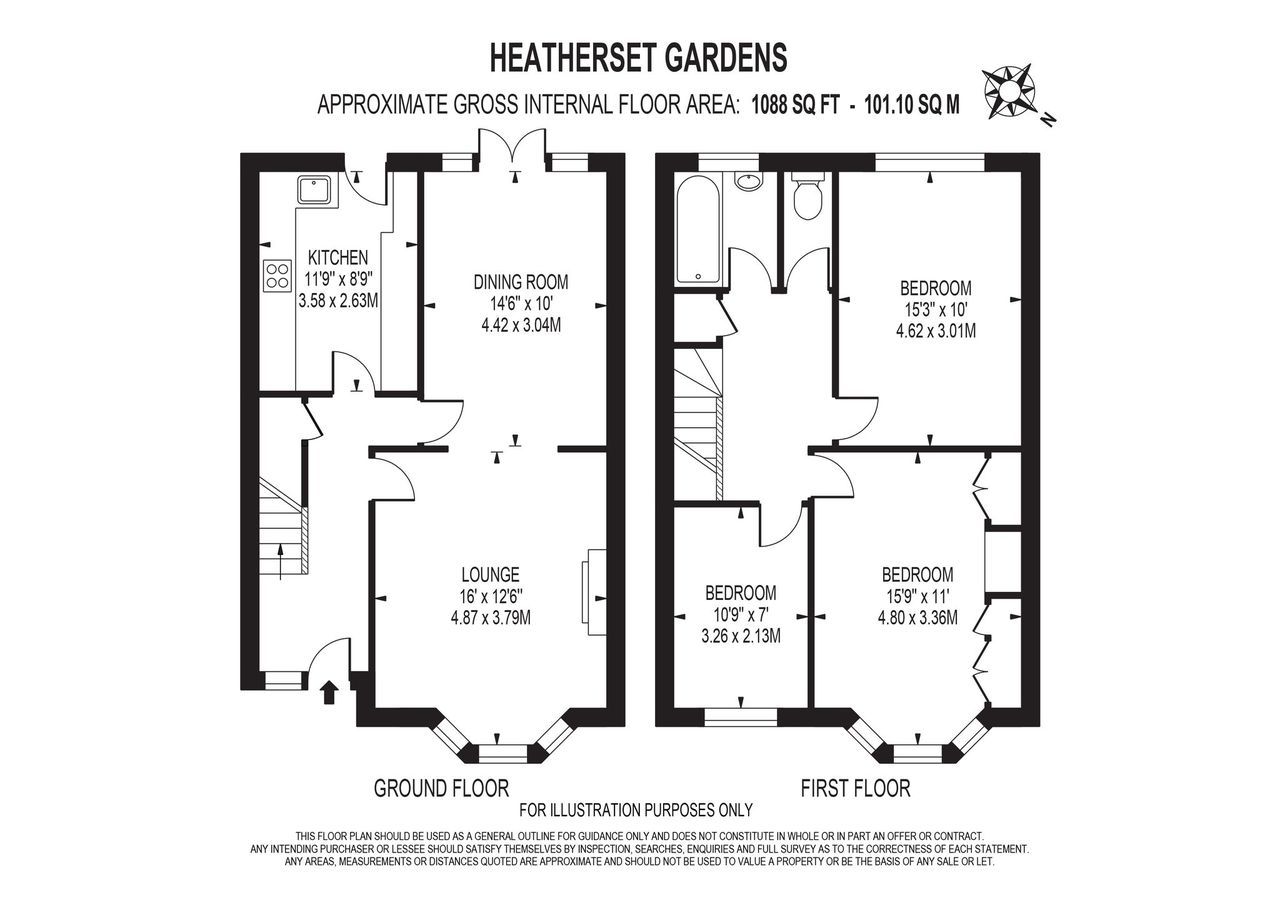 HEATHERSET GARDENS
APPROXIMATE GROSS INTERNAL FLOOR AREA: 1088 SQ FT - 101.10 SQ M
N
KITCHEN
11'9" x 8'9"
3.58 x 2.63M
DINING ROOM
14'6" x 10'
4.42 x 3.04M
LOUNGE
16' x 12'6"
4.87 x 3.79M
GROUND FLOOR
BEDROOM
15'3" x 10'
4.62 x 3.01M
BEDROOM
10'9" x 7'
3.26 x 2.13M
BEDROOM
15'9" x 11'
4.80 x 3.36M
FIRST FLOOR
FOR ILLUSTRATION PURPOSES ONLY
THIS FLOOR PLAN SHOULD BE USED AS A GENERAL OUTLINE FOR GUIDANCE ONLY AND DOES NOT CONSTITUTE IN WHOLE OR IN PART AN OFFER OR CONTRACT.
ANY INTENDING PURCHASER OR LESSEE SHOULD SATISFY THEMSELVES BY INSPECTION, SEARCHES, ENQUIRIES AND FULL SURVEY AS TO THE CORRECTNESS OF EACH STATEMENT.
ANY AREAS, MEASUREMENTS OR DISTANCES QUOTED ARE APPROXIMATE AND SHOULD NOT BE USED TO VALUE A PROPERTY OR BE THE BASIS OF ANY SALE OR LET.